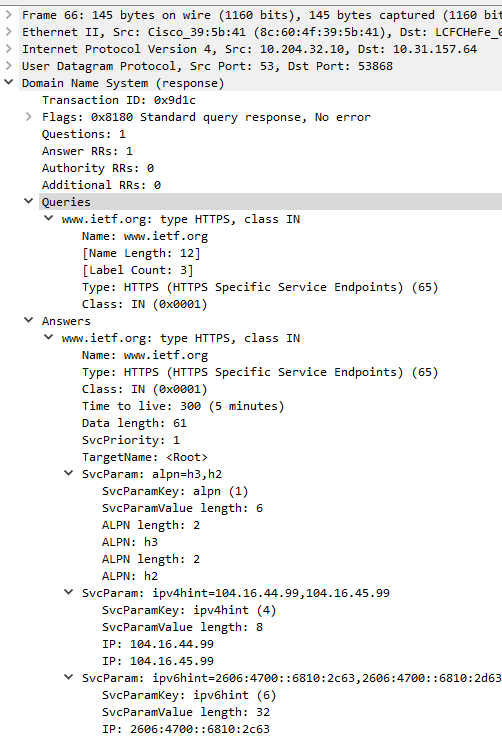 Frame 66: 145 bytes on wire (1160 bits), 145 bytes captured (1160 bit
Ethernet II, Src: Cisco_39:5b:41 (8c:60:4f:39:5b:41), Dst: LCFCHeFe_
Internet Protocol Version 4, Src: 10.204.32.10, Dst: 10.31.157.64
User Datagram Protocol, Src Port: 53, Dst Port: 53868
Domain Name System (response)
Transaction ID: 0x9d1c
Flags: 0x8180 Standard query response, No error
Questions: 1
Answer RRs: 1
Authority RRs: 0
Additional RRs: 0
Queries
www.ietf.org: type HTTPS, class IN
Name: www.ietf.org
[Name Length: 12]
[Label Count: 3]
Type: HTTPS (HTTPS Specific Service Endpoints) (65)
Class: IN (0x0001)
Answers
www.ietf.org: type HTTPS, class IN
Name: www.ietf.org
Type: HTTPS (HTTPS Specific Service Endpoints) (65)
Class: IN (0x0001)
Time to live: 300 (5 minutes)
Data length: 61
SvcPriority: 1
TargetName: <Root>
SvcParam: alpn=h3,h2
SvcParamKey: alpn (1)
SvcParamValue length: 6
ALPN length: 2
ALPN: h3
ALPN length: 2
ALPN: h2
SvcParam: ipv4hint=104.16.44.99,104.16.45.99
SvcParamKey: ipv4hint (4)
SvcParamValue length: 8
IP: 104.16.44.99
IP: 104.16.45.99
SvcParam: ipv6hint=2606:4700::6810:2c63,2606:4700::6810:2d63
SvcParamKey: ipv6hint (6)
SvcParamValue length: 32
IP: 2606:4700::6810:2c63